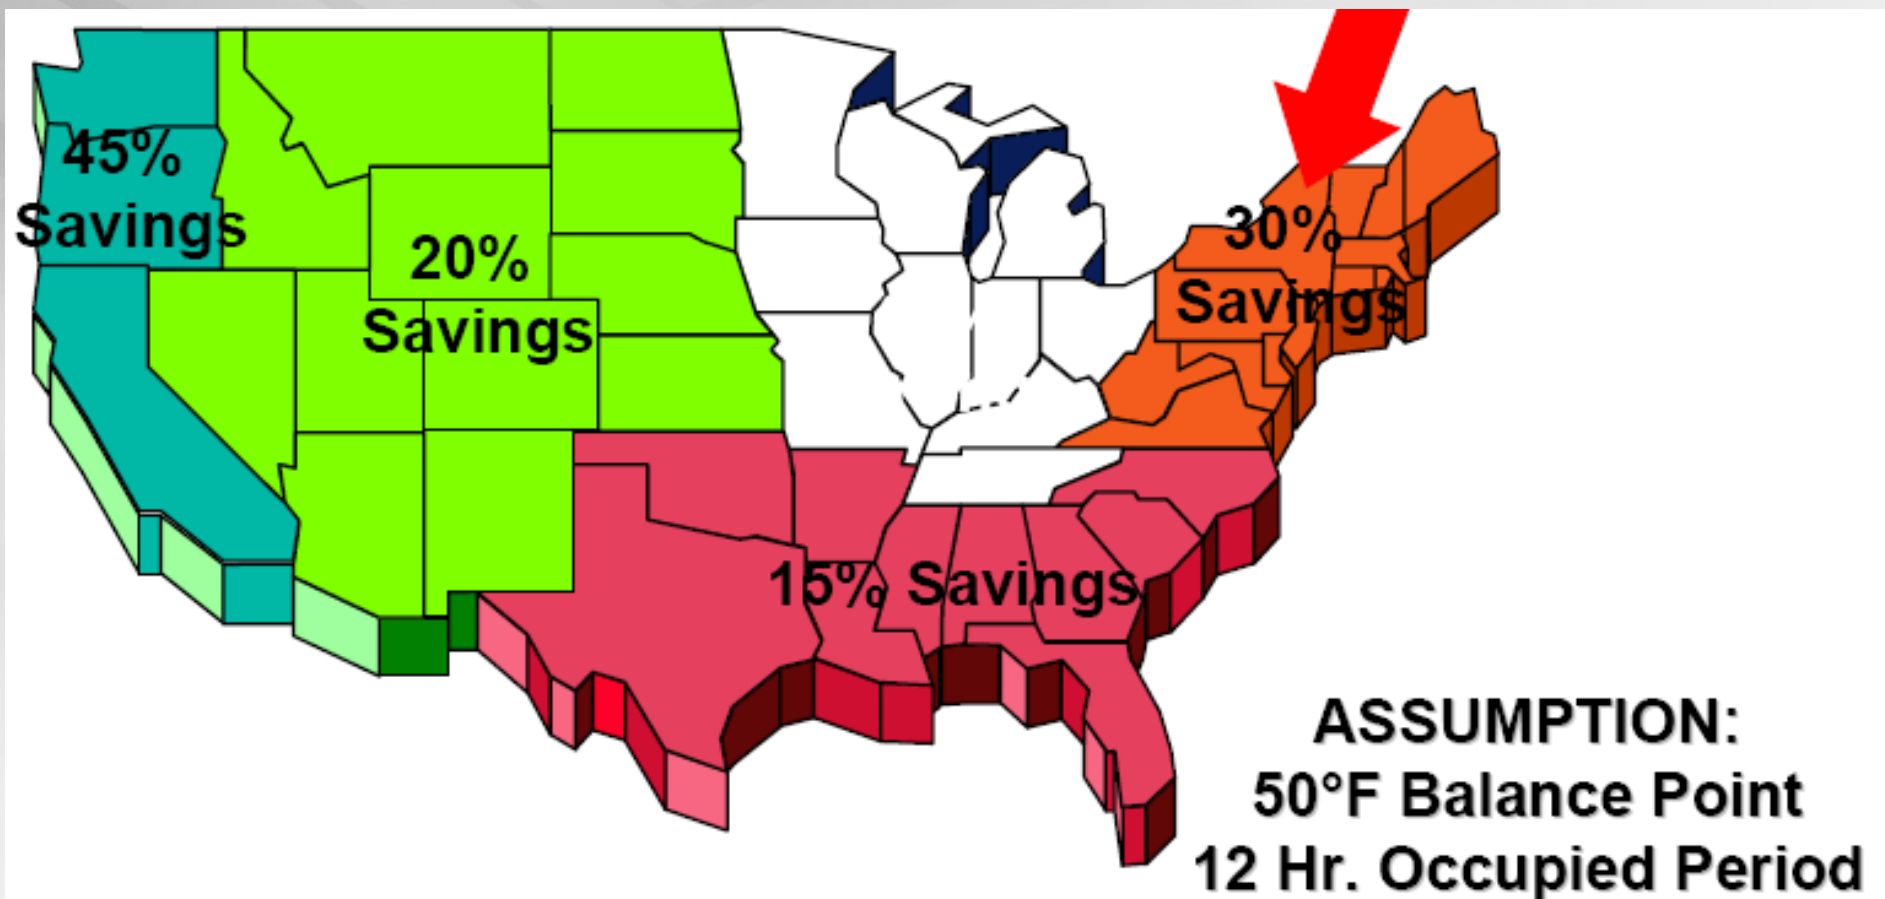 45%
Savings
20%
Savings
30%
Savings
15% Savings
ASSUMPTION:
50°F Balance Point
12 Hr. Occupied Period